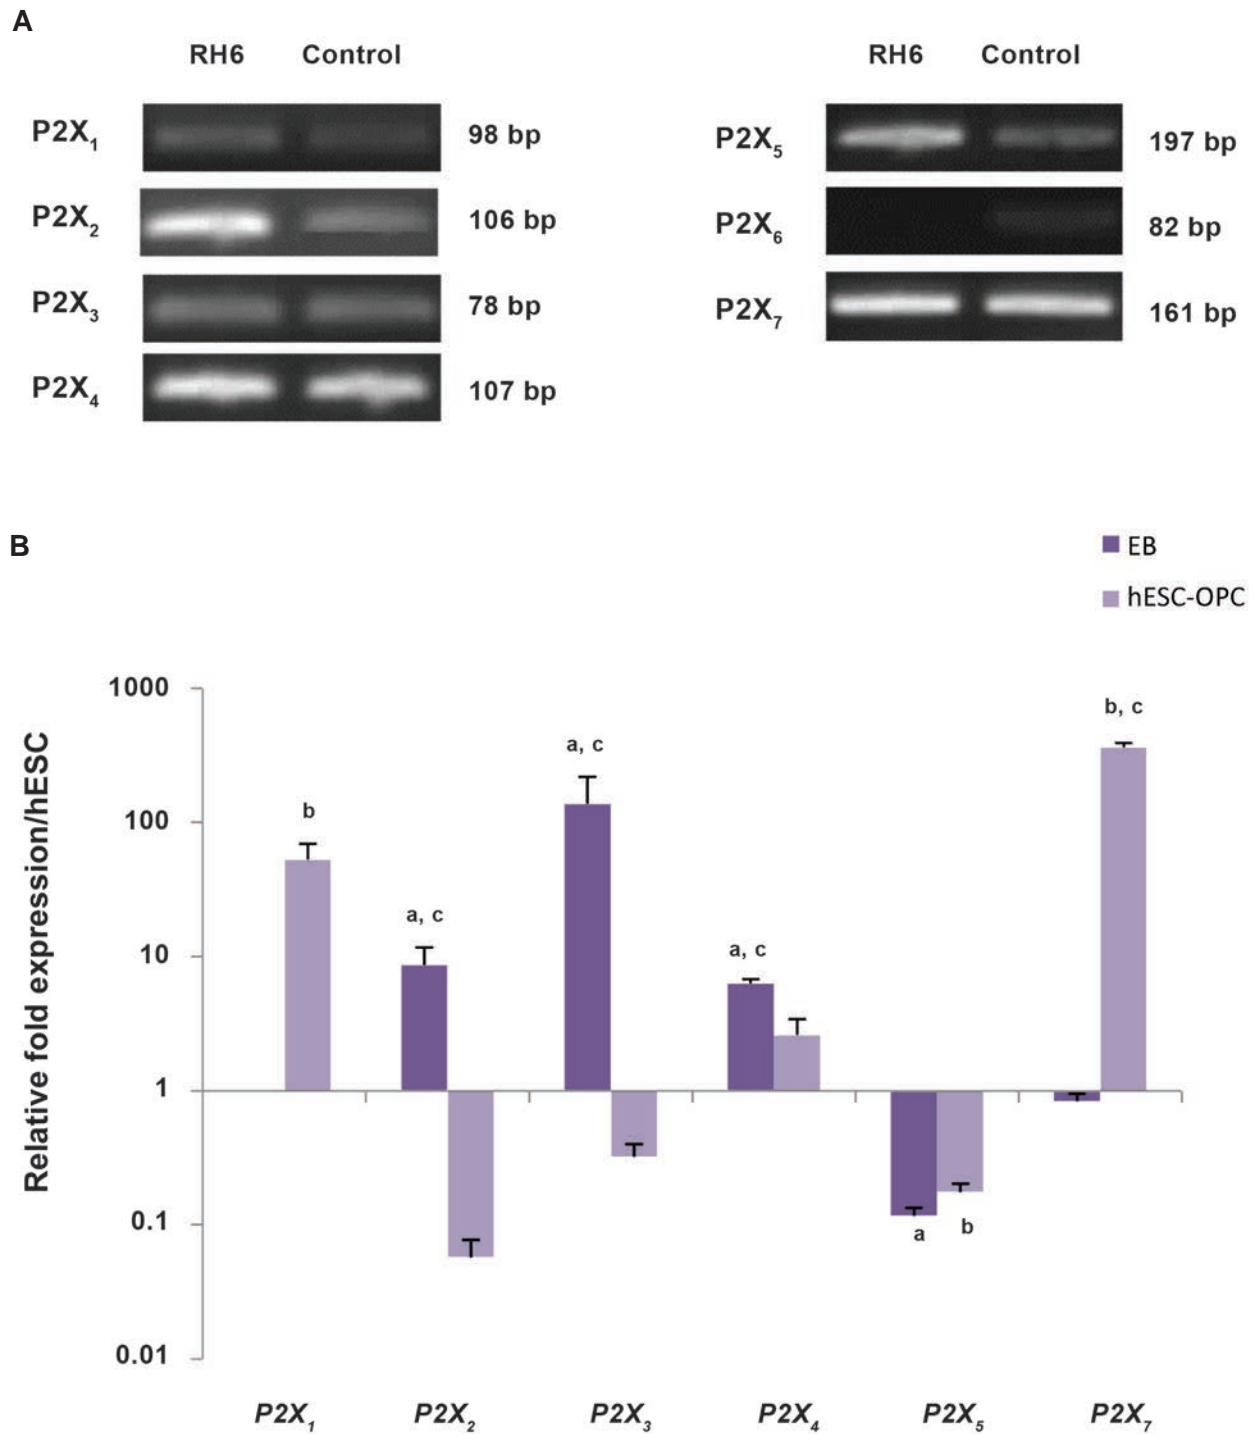 A
RH6 Control
P2X1 98 bp
P2X2 106 bp
P2X3 78 bp
P2X4 107 bp
RH6 Control
P2X5 197 bp
P2X6 82 bp
P2X7 161 bp
B
EB
hESC-OPC
Relative fold expression/hESC
1000
100
10
1
0.1
0.01
b
a, c
a, c
a, c
a
b
b, c
P2X1 P2X2 P2X3 P2X4 P2X5 P2X7